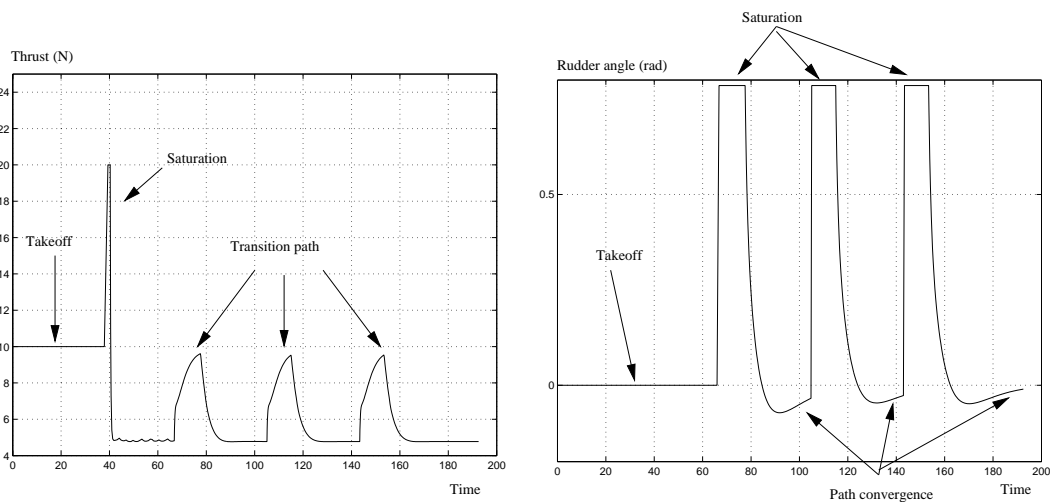 Thrust (N)
24
22
20
18
16
14
12
10
8
6
4
Saturation
Takeoff
Transition path
0 20 40 60 80 100 120 140 160 180 200
Time
Saturation
Rudder angle (rad)
0.5
0
Takeoff
0 20 40 60 80 100 120 140 160 180 200
Path convergence
Time